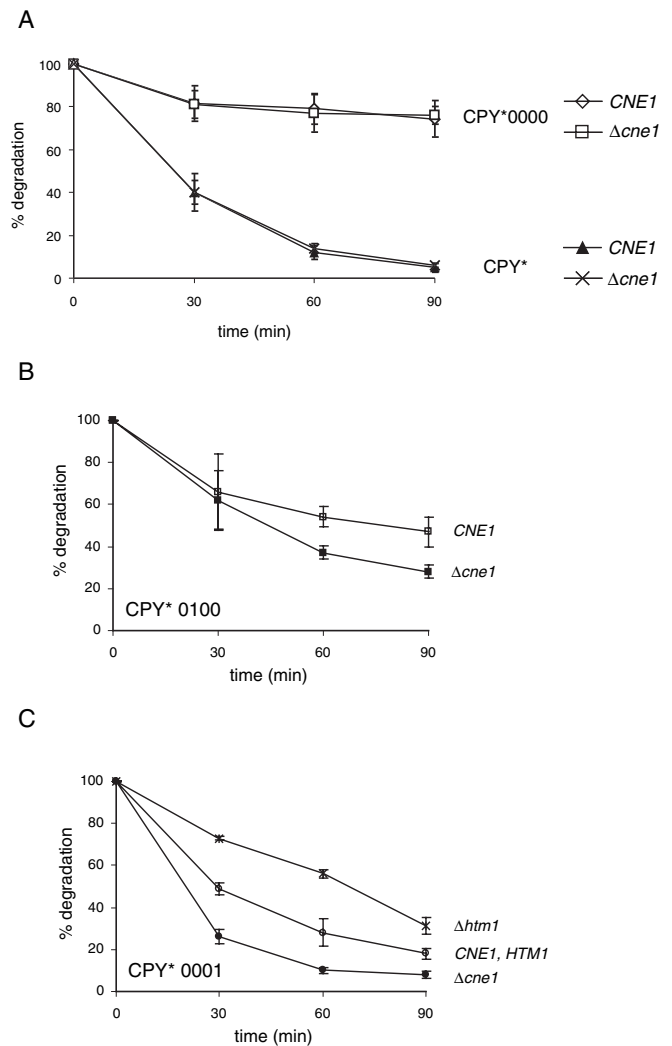 A
% degradation
100
80
60
40
20
0
0 30 60 90
time (min)
CPY*0000
CNE1
Δcne1
CPY*
CNE1
Δcne1
B
% degradation
100
80
60
40
20
0
0 30 60 90
time (min)
CNE1
Δcne1
CPY* 0100
C
% degradation
100
80
60
40
20
0
0 30 60 90
time (min)
Δhtm1
CNE1, HTM1
Δcne1
CPY* 0001